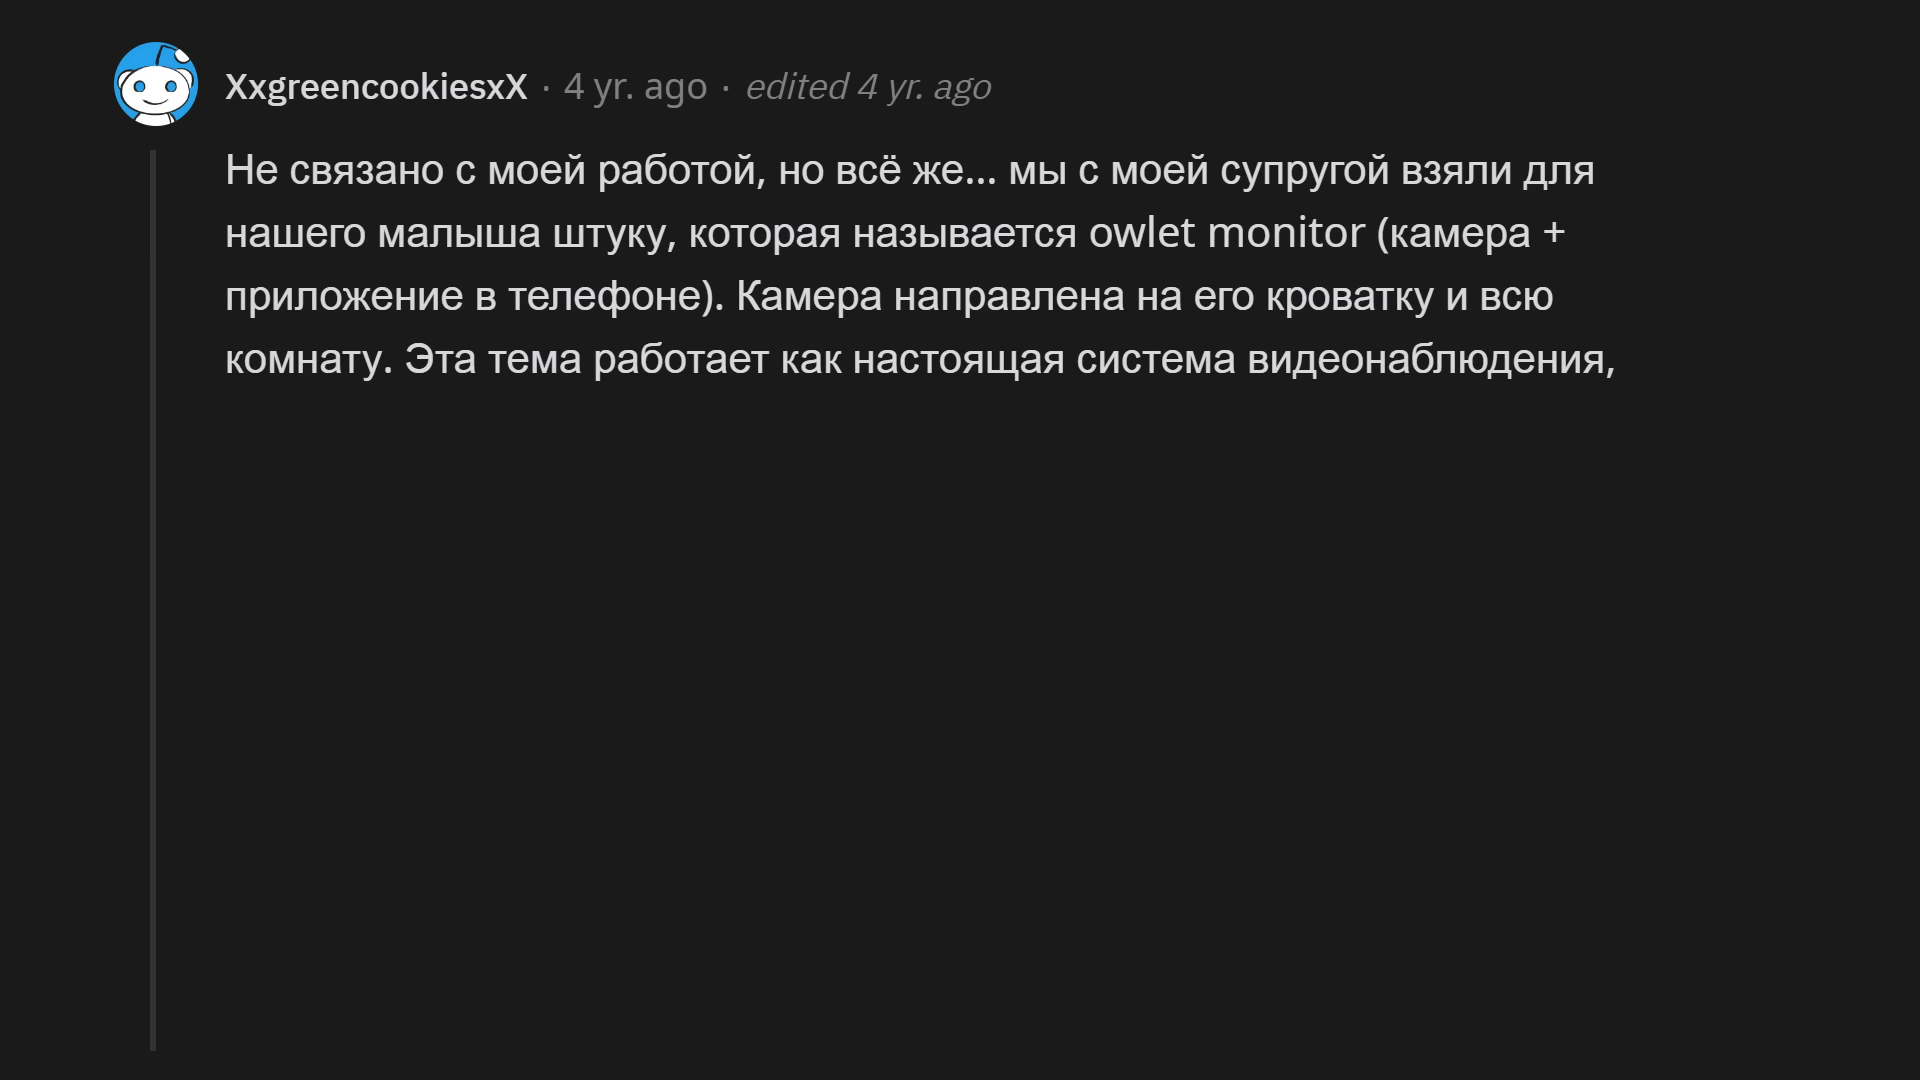 XxgreencookiesxX · 4 yr. ago · edited 4 yr. ago
Не связано с моей работой, но всё же... мы с моей супругой взяли для
нашего малыша штуку, которая называется owlet monitor (камера +
приложение в телефоне). Камера направлена на его кроватку и всю
комнату. Эта тема работает как настоящая система видеонаблюдения,